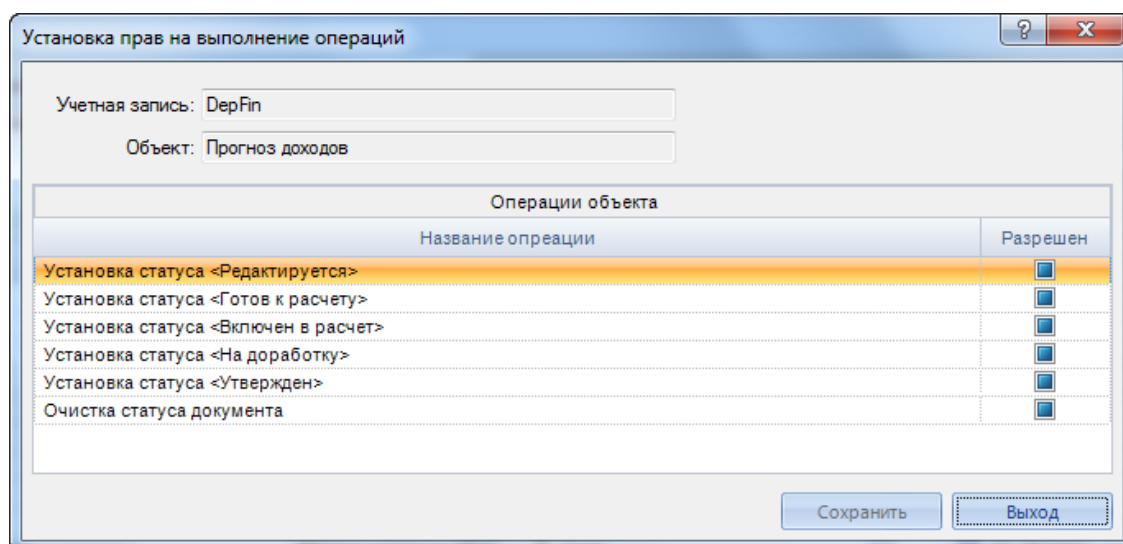 Установка прав на выполнение операций
Учетная запись: DepFin
Объект: Прогноз доходов
Операции объекта
Название опреации Разрешен
Установка статуса <Редактируется>
Установка статуса <Готов к расчету>
Установка статуса <Включен в расчет>
Установка статуса <На доработку>
Установка статуса <Утвержден>
Очистка статуса документа
Сохранить Выход